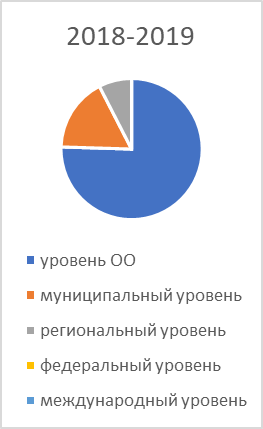 2018-2019
уровень ОО
муниципальный уровень
региональный уровень
федеральный уровень
международный уровень